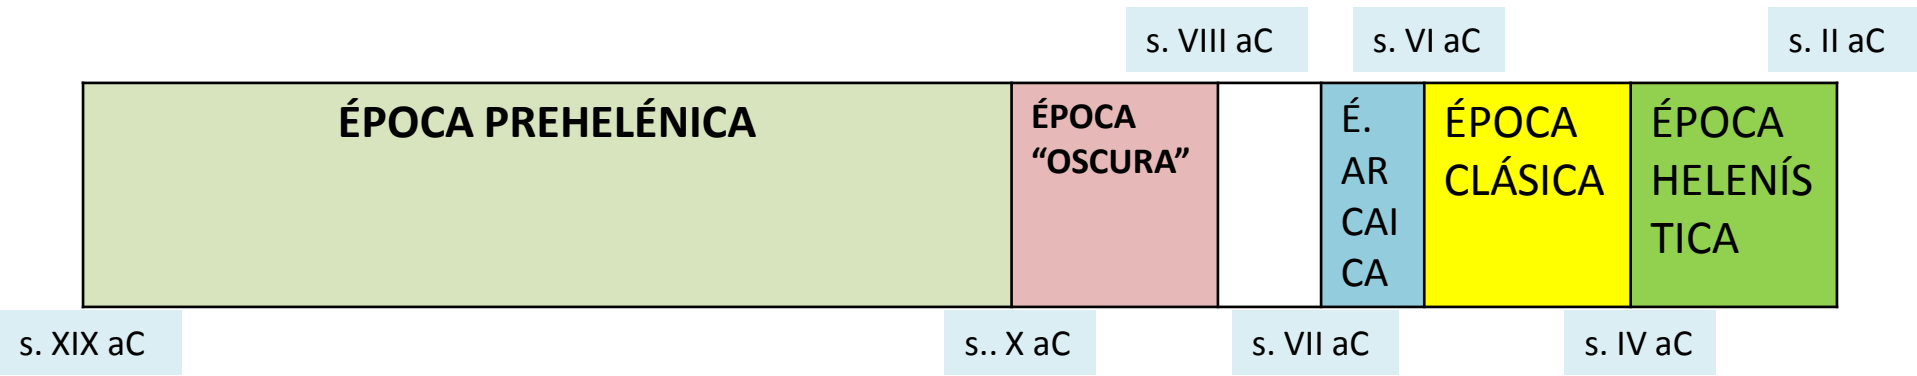 s. VIII aC
s. VI aC
s. II aC
ÉPOCA PREHELÉNICA
ÉPOCA
“OSCURA”
É.
AR
CAI
CA
ÉPOCA
CLÁSICA
ÉPOCA
HELENÍS
TICA
s. XIX aC
s.. X aC
s. VII aC
s. IV aC